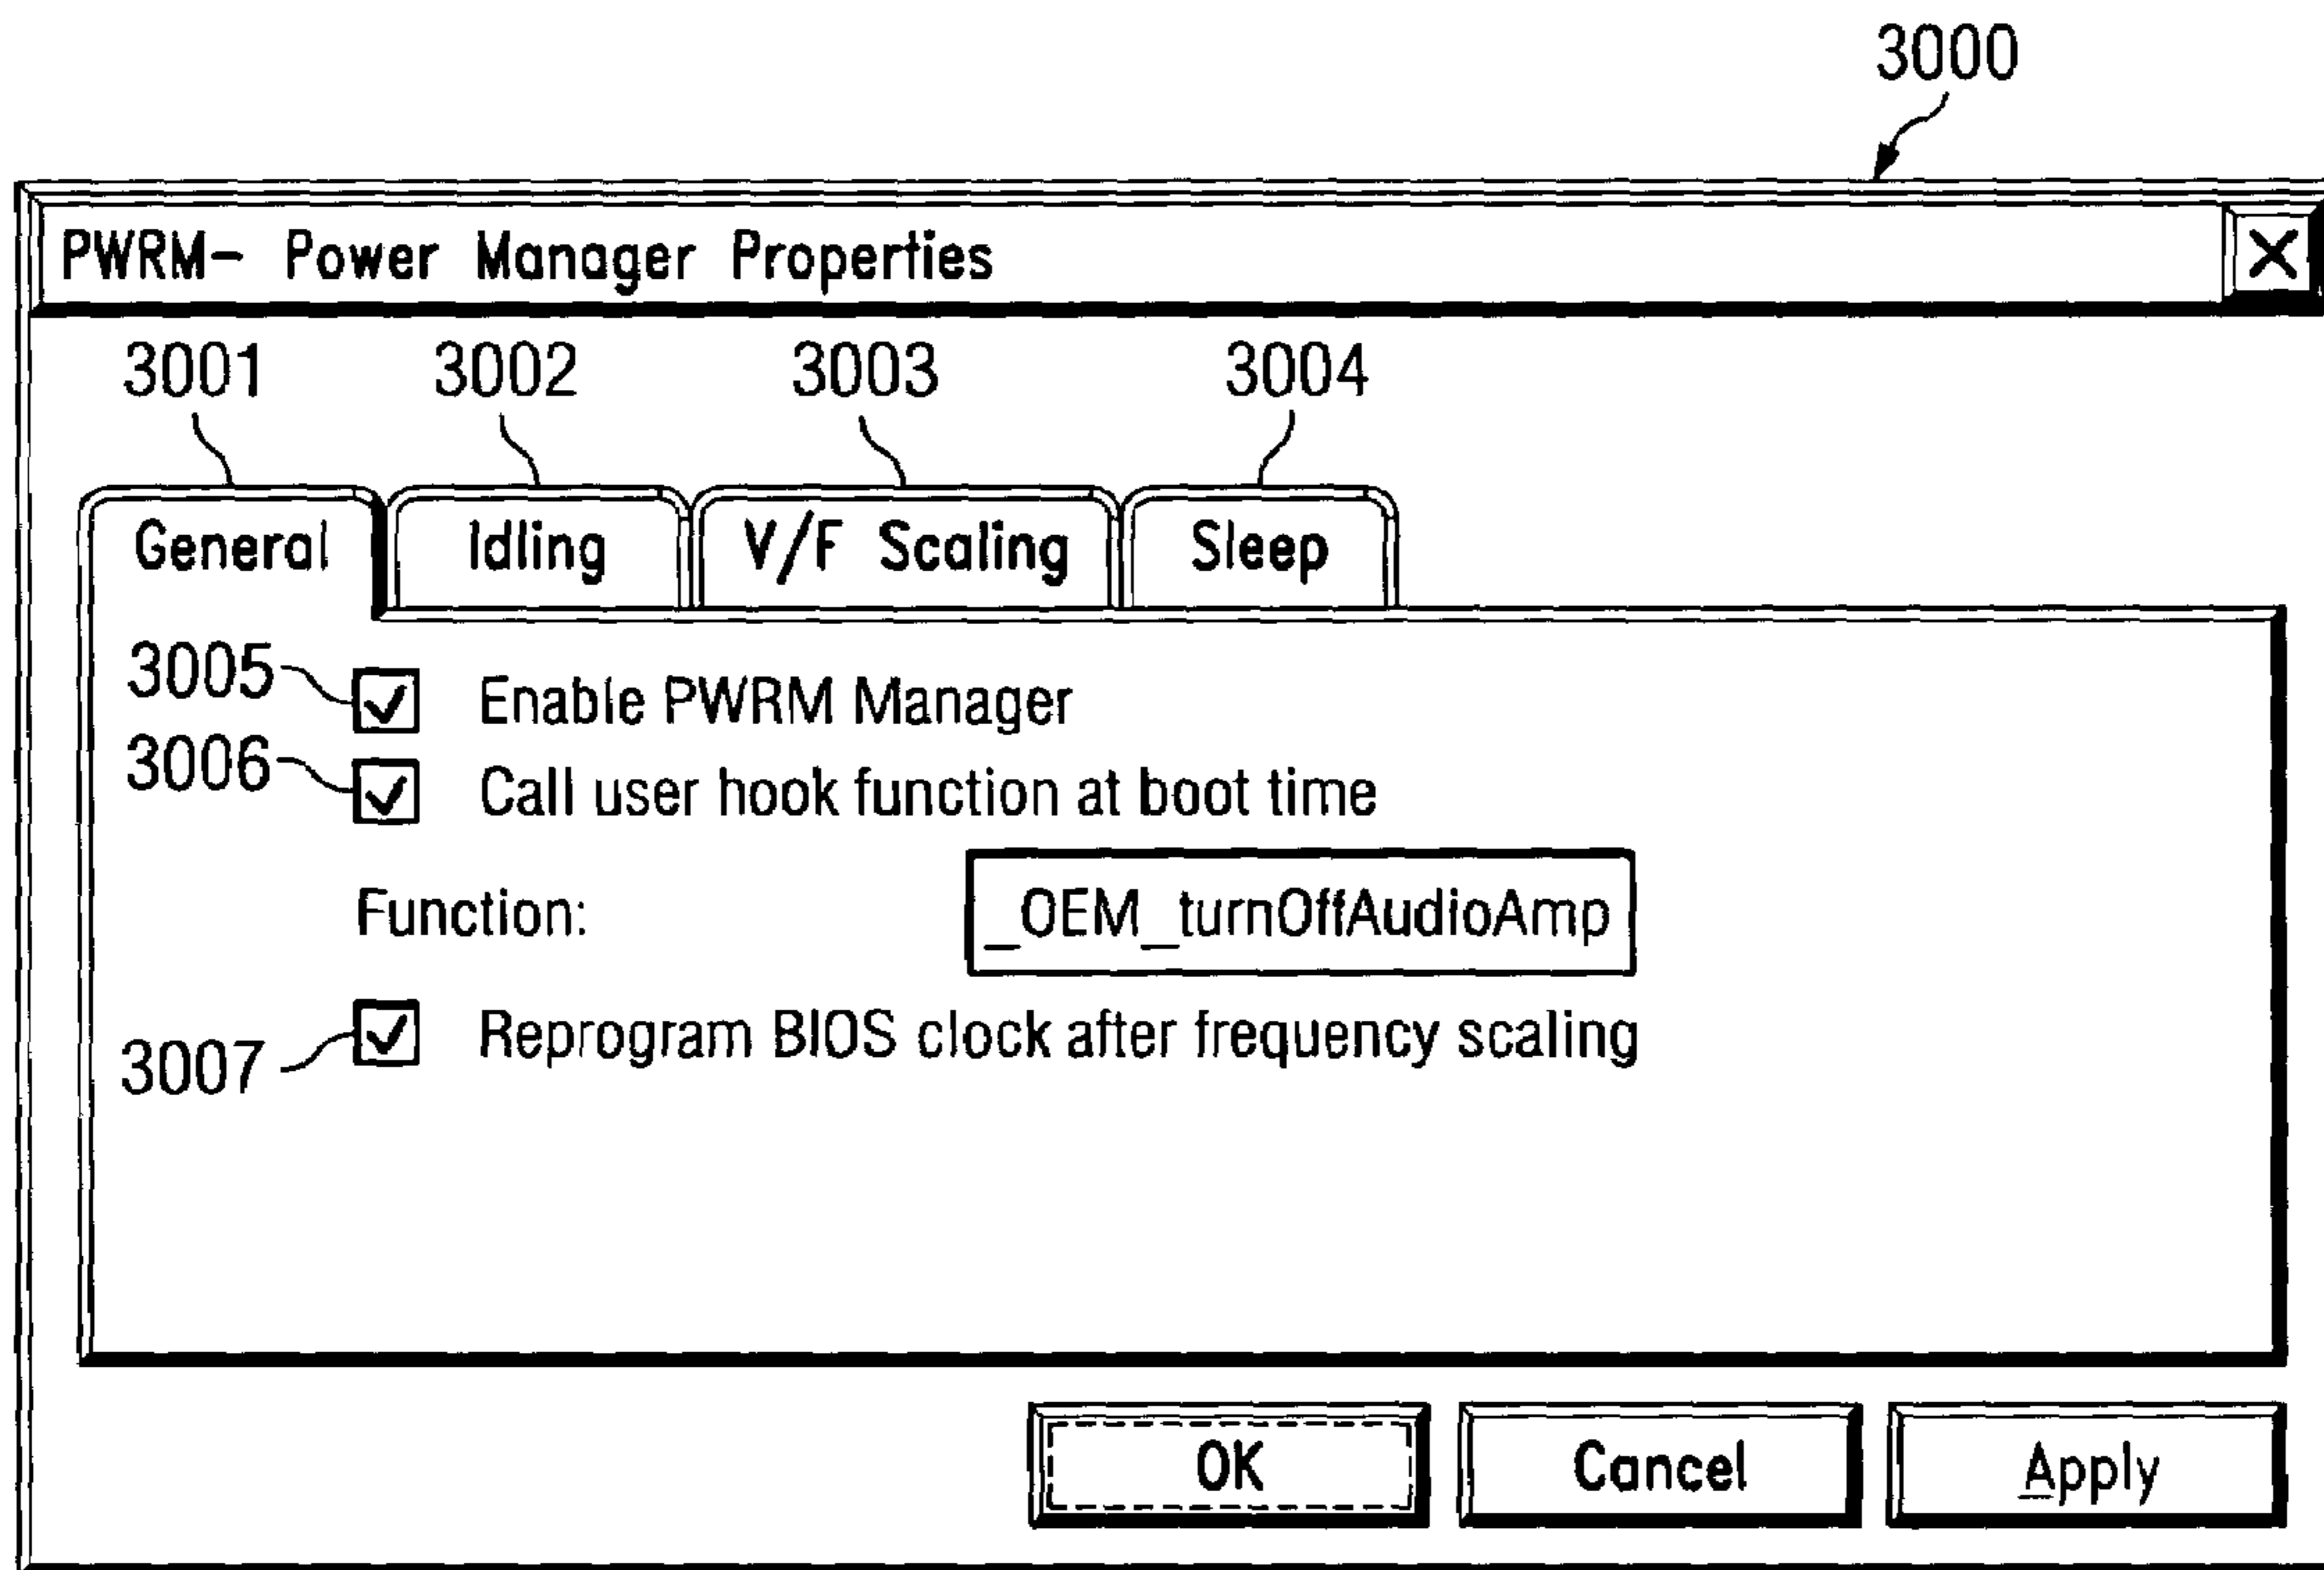 3000
PWRM- Power Manager Properties X
3001 3002 3003 3004
General Idling V/F Scaling Sleep
3005 Enable PWRM Manager
3006 Call user hook function at boot time
Function: _OEM_turnOffAudioAmp
3007 Reprogram BIOS clock after frequency scaling
OK Cancel Apply